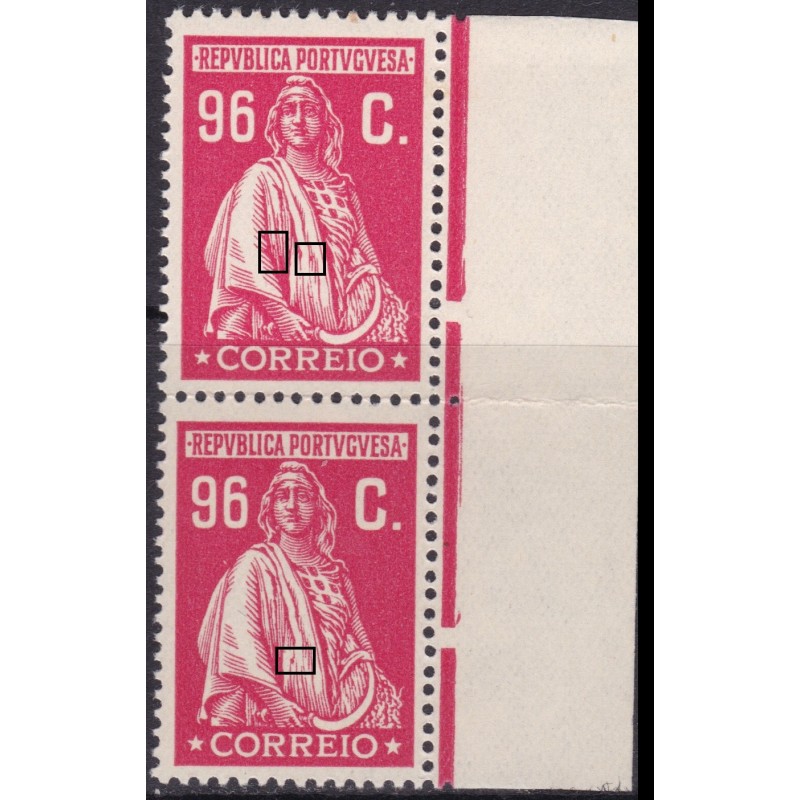 ·REPVBLICA PORTVGVESA·
96 C.
★ CORREIO ★
·REPVBLICA PORTVGVESA·
96 C.
★ CORREIO ★